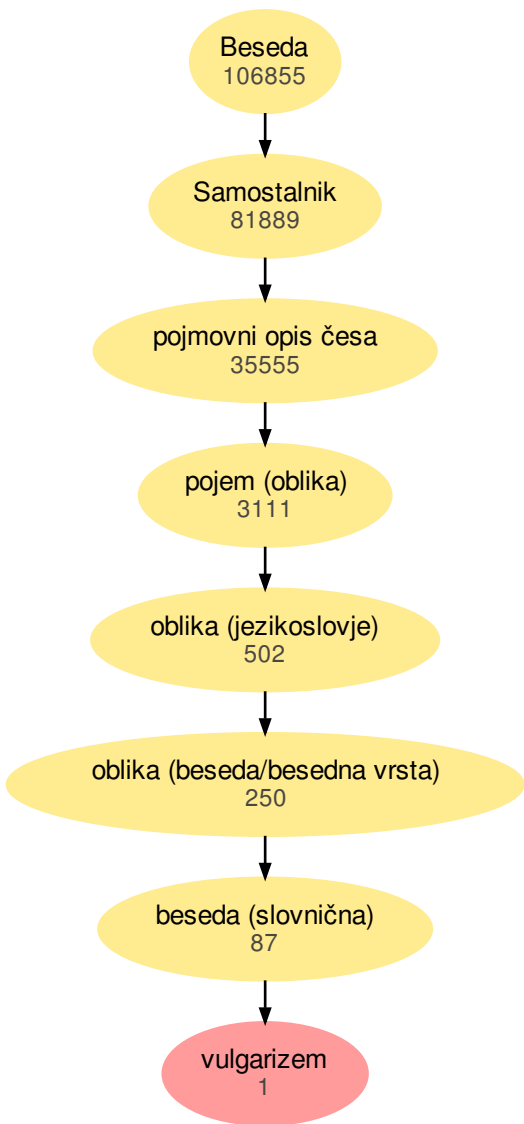 Beseda
106855
Samostalnik
81889
pojmovni opis česa
35555
pojem (oblika)
3111
oblika (jezikoslovje)
502
oblika (beseda/besedna vrsta)
250
beseda (slovnična)
87
vulgarizem
1